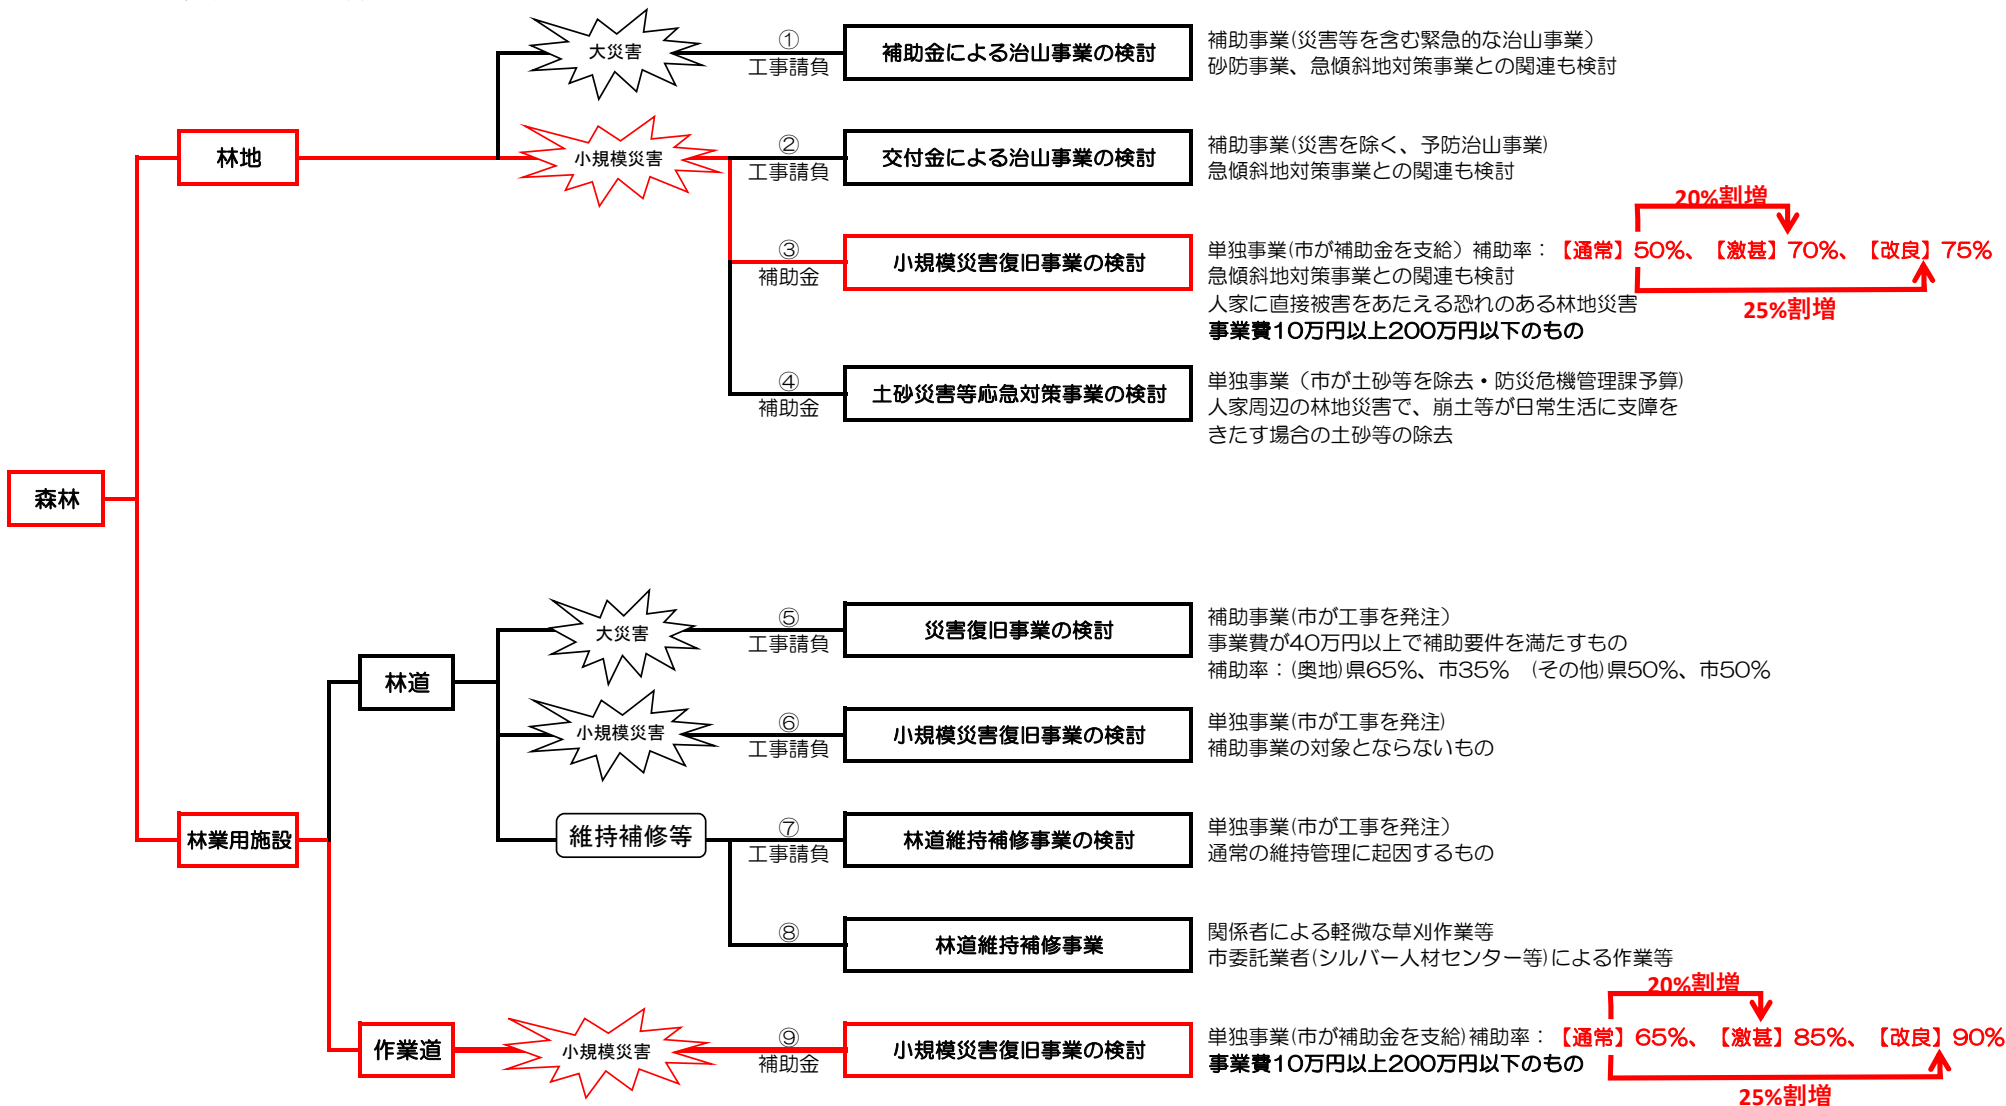 大災害
①
工事請負
補助金による治山事業の検討
補助事業(災害等を含む緊急的な治山事業)
砂防事業、急傾斜地対策事業との関連も検討
林地
小規模災害
②
工事請負
交付金による治山事業の検討
補助事業(災害を除く、予防治山事業)
急傾斜地対策事業との関連も検討
20%割増
③
補助金
小規模災害復旧事業の検討
単独事業(市が補助金を支給) 補助率:【通常】50%、【激甚】70%、【改良】75%
急傾斜地対策事業との関連も検討
人家に直接被害をあたえる恐れのある林地災害
事業費10万円以上200万円以下のもの
25%割増
④
補助金
土砂災害等応急対策事業の検討
単独事業(市が土砂等を除去・防災危機管理課予算)
人家周辺の林地災害で、崩土等が日常生活に支障を
きたす場合の土砂等の除去
森林
大災害
⑤
工事請負
災害復旧事業の検討
補助事業(市が工事を発注)
事業費が40万円以上で補助要件を満たすもの
補助率:(奥地)県65%、市35% (その他)県50%、市50%
林道
小規模災害
⑥
工事請負
小規模災害復旧事業の検討
単独事業(市が工事を発注)
補助事業の対象とならないもの
林業用施設
維持補修等
⑦
工事請負
林道維持補修事業の検討
単独事業(市が工事を発注)
通常の維持管理に起因するもの
⑧
林道維持補修事業
関係者による軽微な草刈作業等
市委託業者(シルバー人材センター等)による作業等
20%割増
作業道
小規模災害
⑨
補助金
小規模災害復旧事業の検討
単独事業(市が補助金を支給)補助率:【通常】65%、【激甚】85%、【改良】90%
事業費10万円以上200万円以下のもの
25%割増